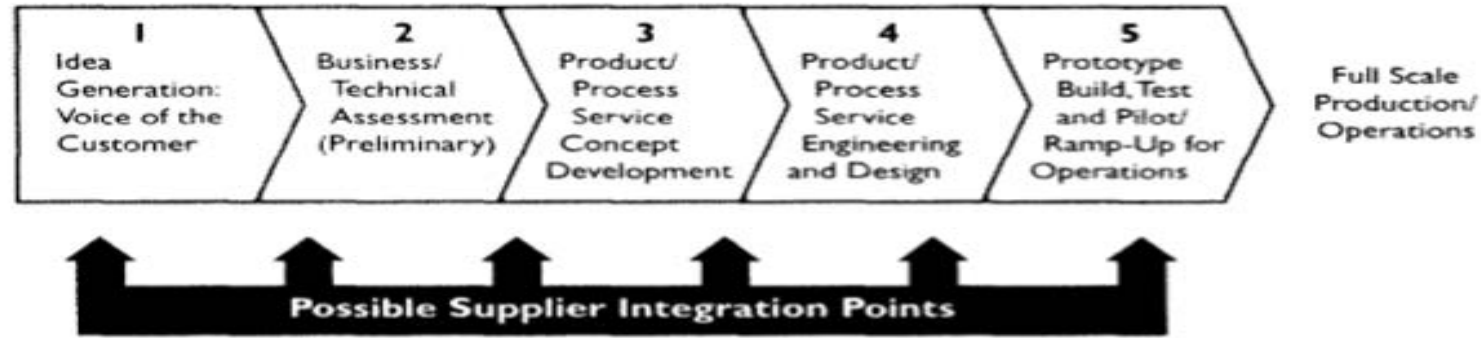 1
Idea
Generation:
Voice of the
Customer
2
Business/
Technical
Assessment
(Preliminary)
3
Product/
Process
Service
Concept
Development
4
Product/
Process
Service
Engineering
and Design
5
Prototype
Build, Test
and Pilot/
Ramp-Up for
Operations
Full Scale
Production/
Operations
Possible Supplier Integration Points